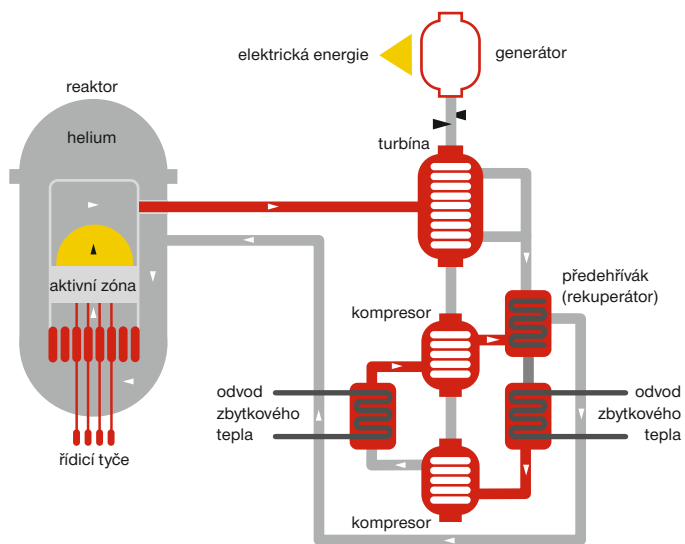 elektrická energie
generátor
reaktor
helium
turbína
aktivní zóna
předehřívák
(rekuperátor)
kompresor
odvod
zbytkového
tepla
odvod
zbytkového
tepla
řídicí tyče
kompresor